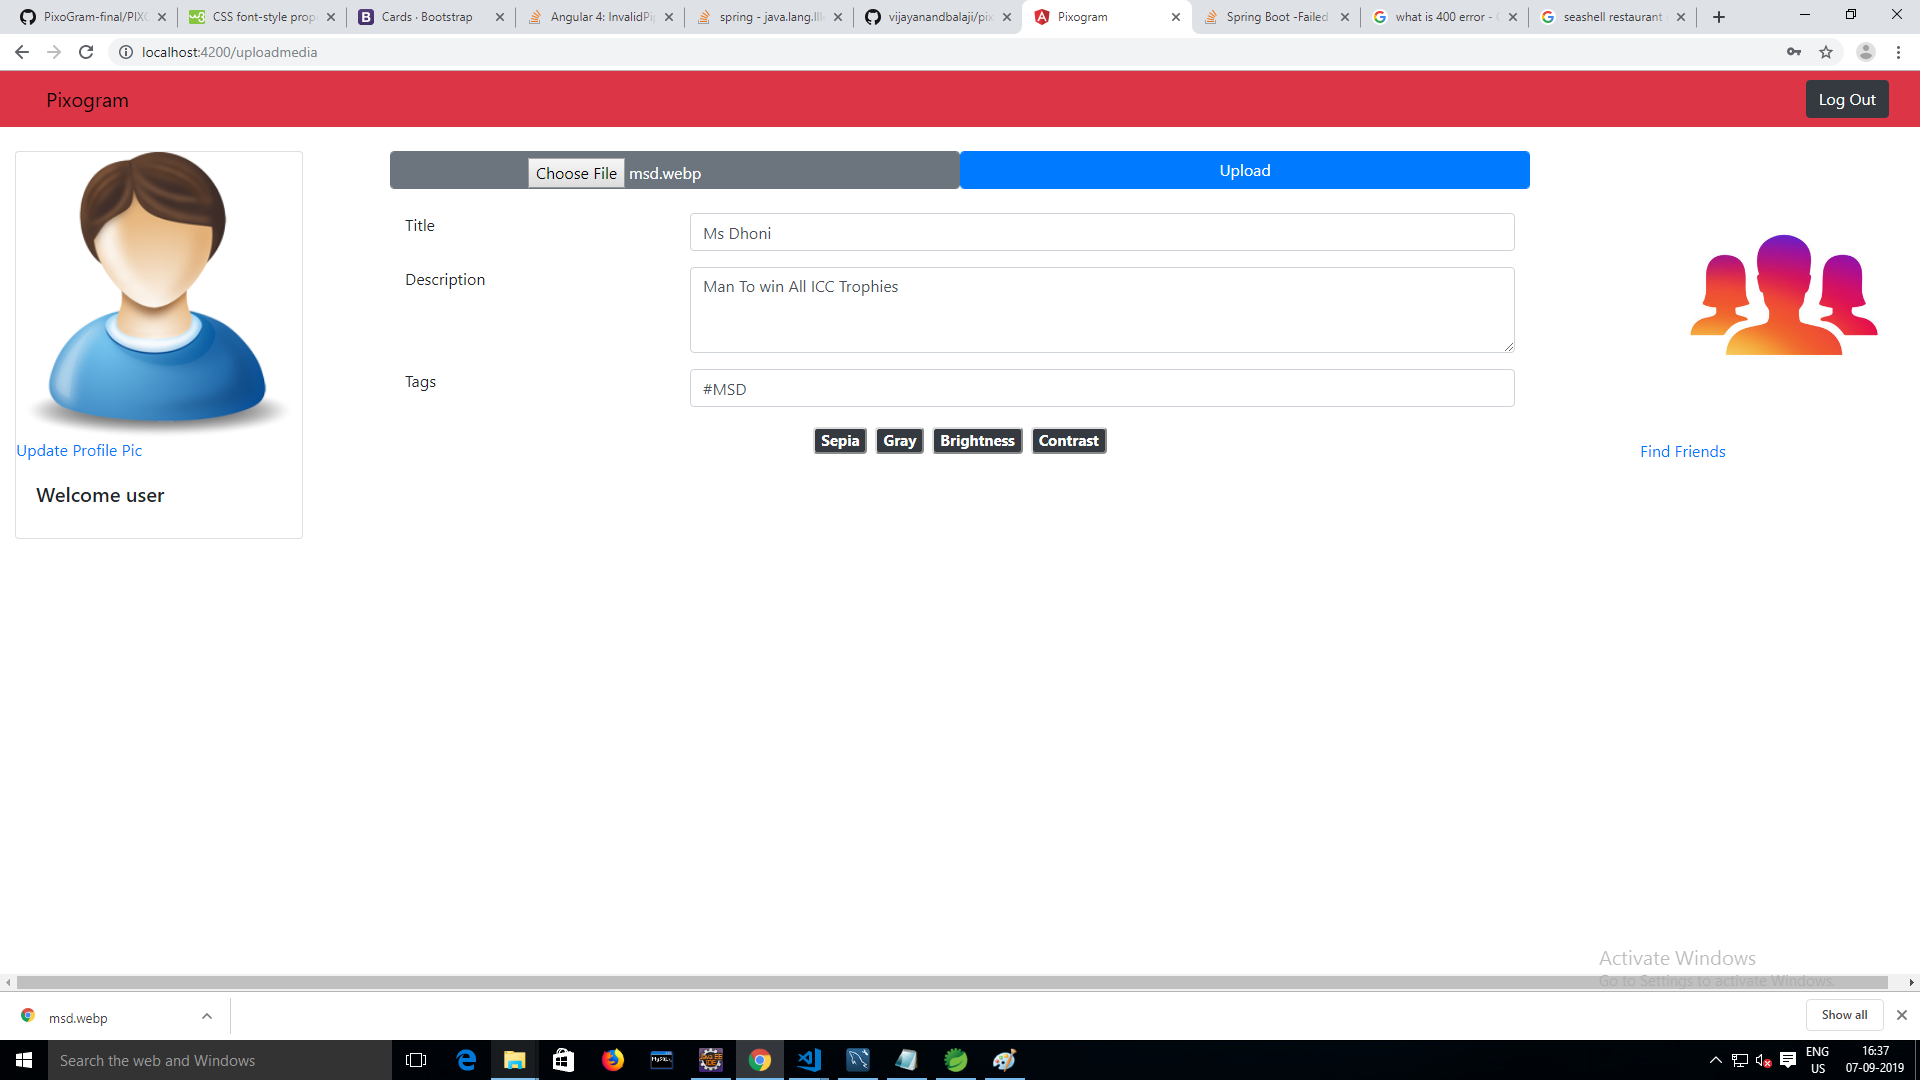 PixoGram-final/PIXO
CSS font-style prop
Cards · Bootstrap
Angular 4: InvalidPip
spring - java.lang.Ille
vijayanandbalaji/pix
Pixogram
Spring Boot -Failed
what is 400 error -
seashell restaurant
localhost:4200/uploadmedia
Pixogram
Log Out
Choose File msd.webp
Upload
Title
Ms Dhoni
Description
Man To win All ICC Trophies
Tags
#MSD
Sepia Gray Brightness Contrast
Update Profile Pic
Find Friends
Welcome user
Activate Windows
Go to Settings to activate Windows.
msd.webp
Show all
Search the web and Windows
ENG
US
16:37
07-09-2019